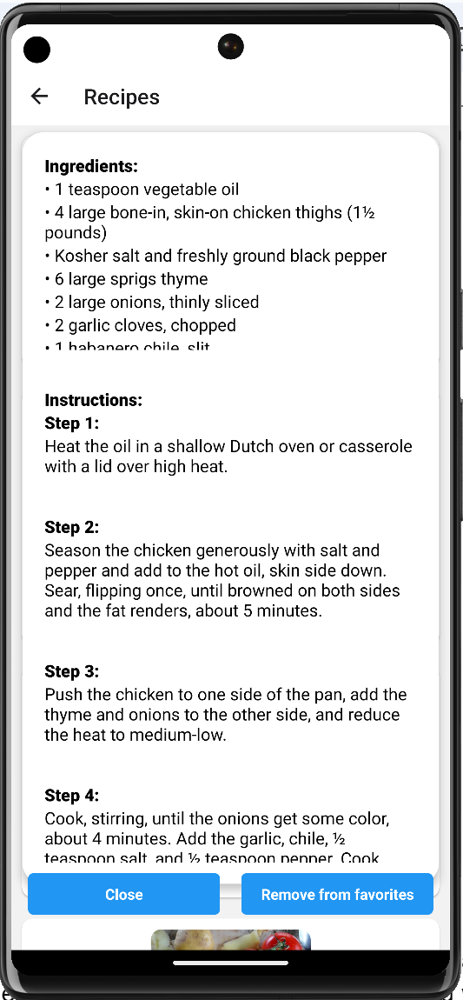 Recipes
Ingredients:
• 1 teaspoon vegetable oil
• 4 large bone-in, skin-on chicken thighs (1½
pounds)
• Kosher salt and freshly ground black pepper
• 6 large sprigs thyme
• 2 large onions, thinly sliced
• 2 garlic cloves, chopped
• 1 habanero chile, slit
Instructions:
Step 1:
Heat the oil in a shallow Dutch oven or casserole
with a lid over high heat.
Step 2:
Season the chicken generously with salt and
pepper and add to the hot oil, skin side down.
Sear, flipping once, until browned on both sides
and the fat renders, about 5 minutes.
Step 3:
Push the chicken to one side of the pan, add the
thyme and onions to the other side, and reduce
the heat to medium-low.
Step 4:
Cook, stirring, until the onions get some color,
about 4 minutes. Add the garlic, chile, ½
teaspoon salt, and ½ teaspoon pepper. Cook
Close
Remove from favorites